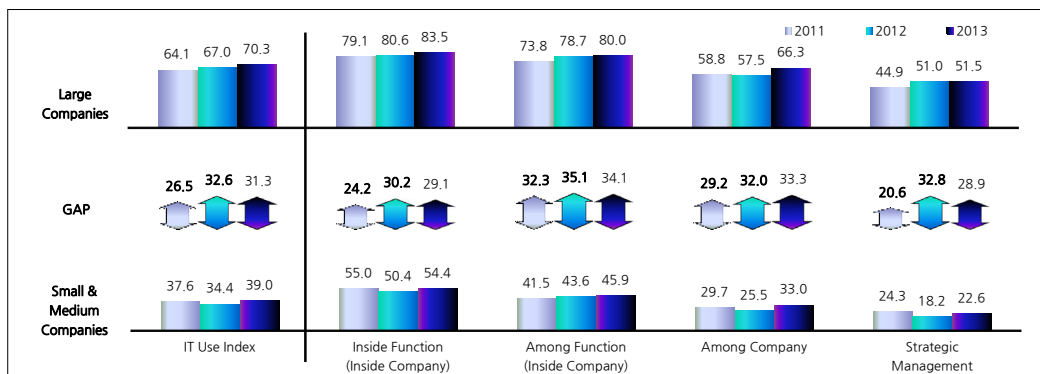 2011 2012 2013
64.1 67.0 70.3 79.1 80.6 83.5 73.8 78.7 80.0 58.8 57.5 66.3 44.9 51.0 51.5
Large
Companies
GAP
26.5 32.6 31.3 24.2 30.2 29.1 32.3 35.1 34.1 29.2 32.0 33.3 20.6 32.8 28.9
Small &
Medium
Companies
37.6 34.4 39.0 55.0 50.4 54.4 41.5 43.6 45.9 29.7 25.5 33.0 24.3 18.2 22.6
IT Use Index
Inside Function
(Inside Company)
Among Function
(Inside Company)
Among Company
Strategic
Management